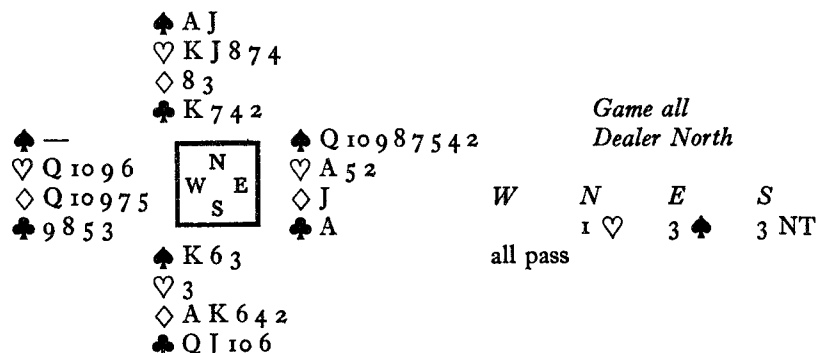 ♠ A J
♡ K J 8 7 4
◇ 8 3
♣ K 7 4 2
Game all
Dealer North
♠ —
♡ Q 10 9 6
◇ Q 10 9 7 5
♣ 9 8 5 3
N
W E
S
♠ Q 10 9 8 7 5 4 2
♡ A 5 2
◇ J
♣ A
W N E S
1 ♡ 3 ♠ 3 NT
all pass
♠ K 6 3
♡ 3
◇ A K 6 4 2
♣ Q J 10 6